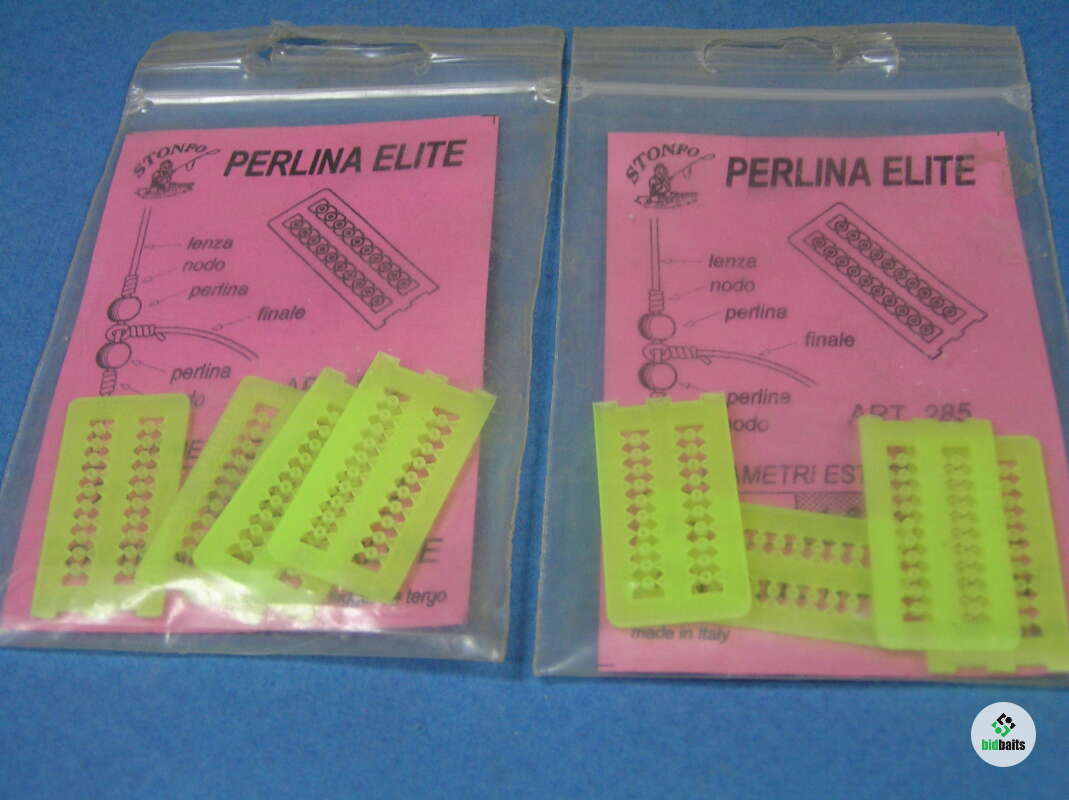 STONFO
PERLINA ELITE
lenza
nodo
perlina
finale
perlina
tergo
STONFO
PERLINA ELITE
lenza
nodo
perlina
finale
perlina
nodo
ART. 285
made in Italy
bidbaits